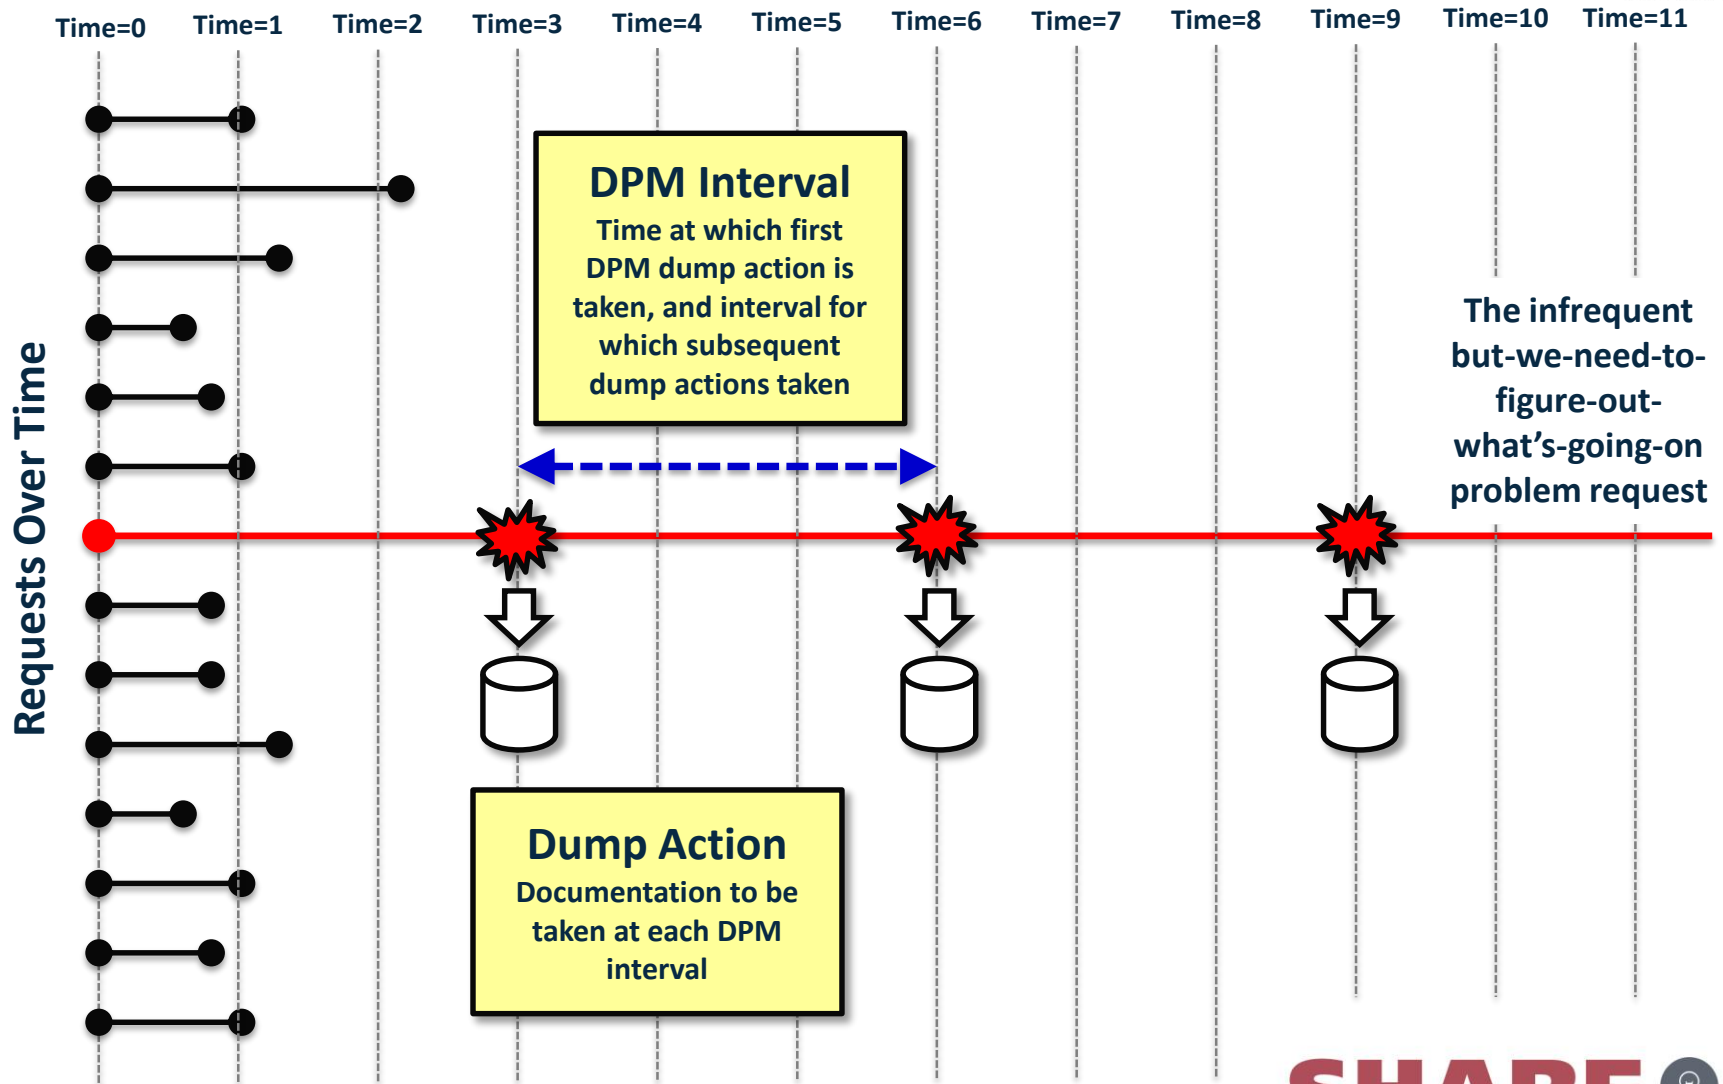 Time=0 Time=1 Time=2 Time=3 Time=4 Time=5 Time=6 Time=7 Time=8 Time=9 Time=10 Time=11
Requests Over Time
DPM Interval
Time at which first
DPM dump action is
taken, and interval for
which subsequent
dump actions taken
The infrequent
but-we-need-to-
figure-out-
what's-going-on
problem request
Dump Action
Documentation to be
taken at each DPM
interval
SHARE